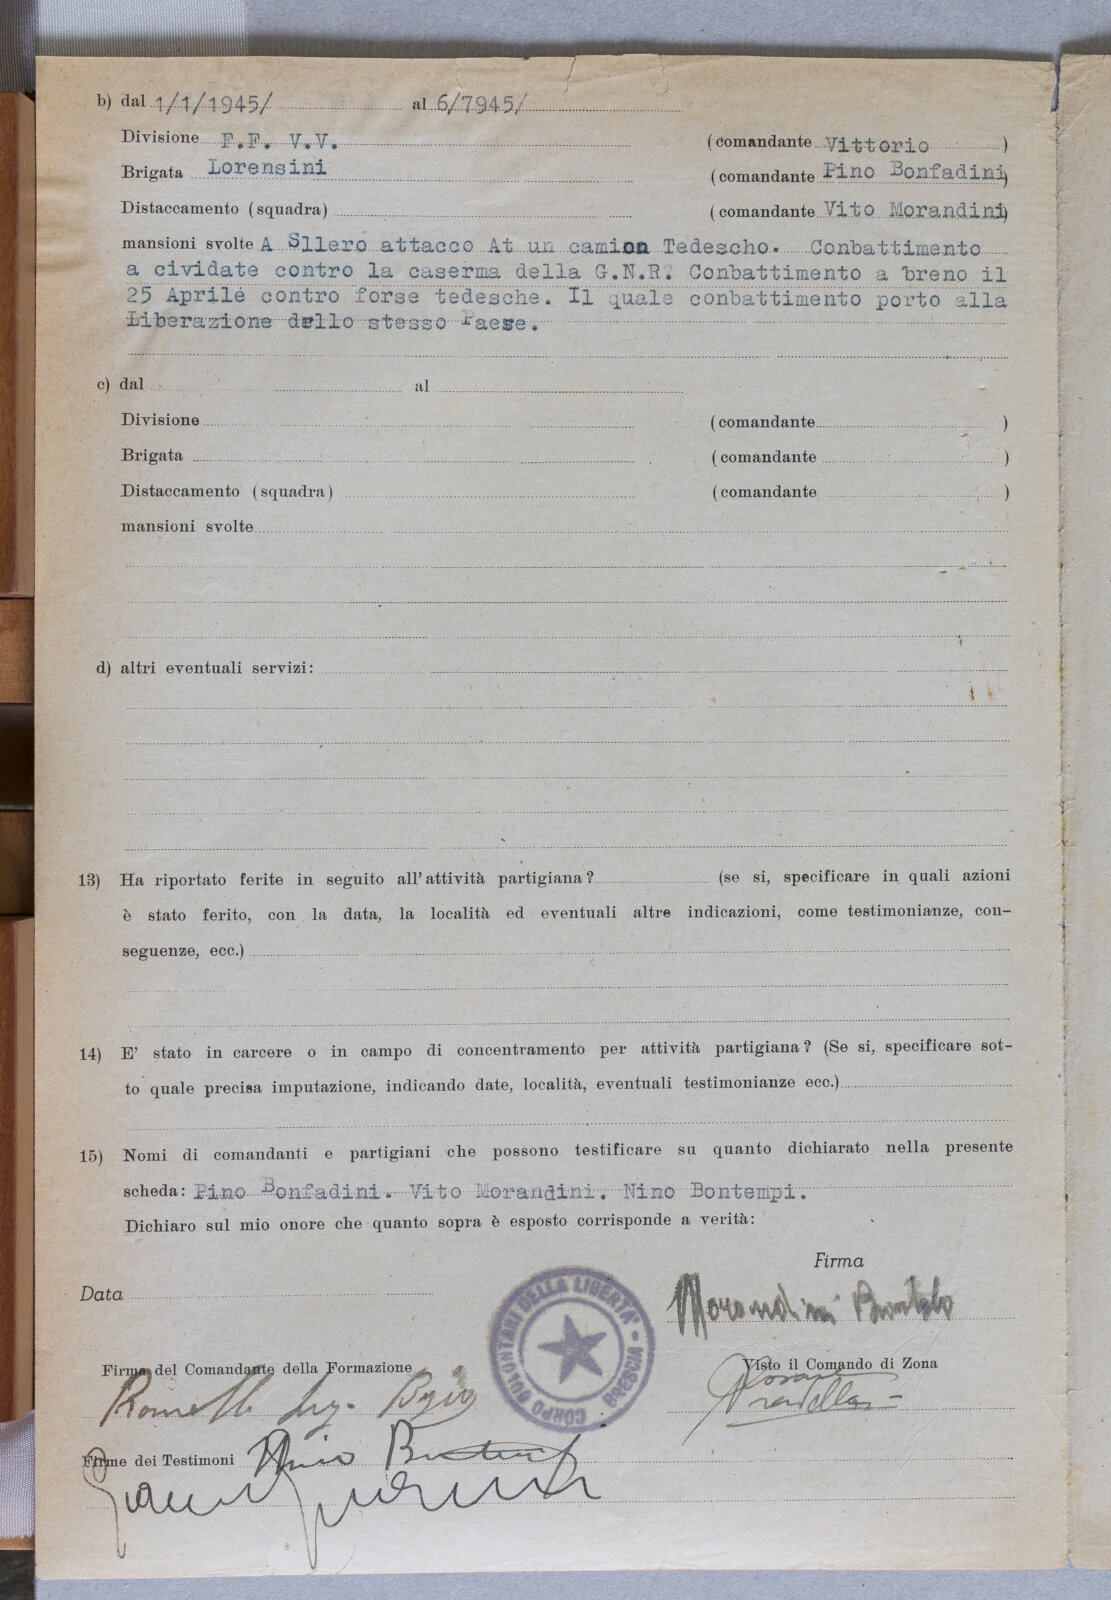 b) dal 1/1/1945/ al 6/7945/
Divisione F.F. V.V. (comandante Vittorio )
Brigata Lorensini (comandante Pino Bonfadini)
Distaccamento (squadra) (comandante Vito Morandini)
mansioni svolte A Sllero attacco At un camion Tedescho. Conbattimento
a cividate contro la caserma della G.N.R. Conbattimento a breno il
25 Aprile contro forse tedesche. Il quale conbattimento porto alla
Liberazione dello stesso Paese.
c) dal al
Divisione (comandante )
Brigata (comandante )
Distaccamento (squadra) (comandante )
mansioni svolte
d) altri eventuali servizi:
13) Ha riportato ferite in seguito all'attività partigiana? (se si, specificare in quali azioni
è stato ferito, con la data, la località ed eventuali altre indicazioni, come testimonianze, con-
seguenze, ecc.)
14) E' stato in carcere o in campo di concentramento per attività partigiana? (Se si, specificare sot-
to quale precisa imputazione, indicando date, località, eventuali testimonianze ecc.)
15) Nomi di comandanti e partigiani che possono testificare su quanto dichiarato nella presente
scheda: Pino Bonfadini. Vito Morandini. Nino Bontempi.
Dichiaro sul mio onore che quanto sopra è esposto corrisponde a verità:
Firma
Data
Morandini Bortolo
CORPO VOLONTARI DELLA LIBERTA' - BRESCIA
Firma del Comandante della Formazione
Visto il Comando di Zona
Romelli
Firme dei Testimoni Nino